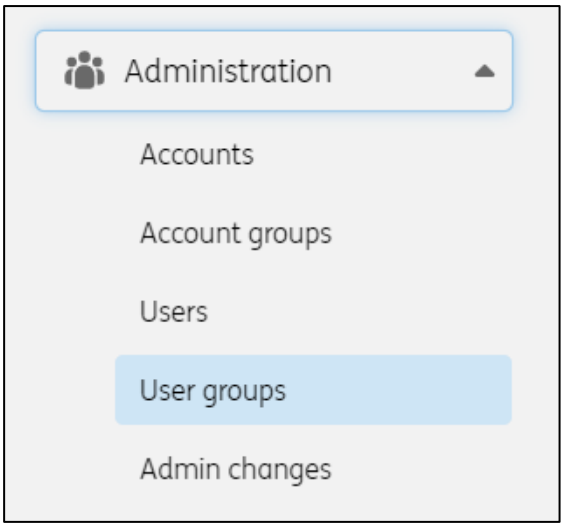 Administration
Accounts
Account groups
Users
User groups
Admin changes